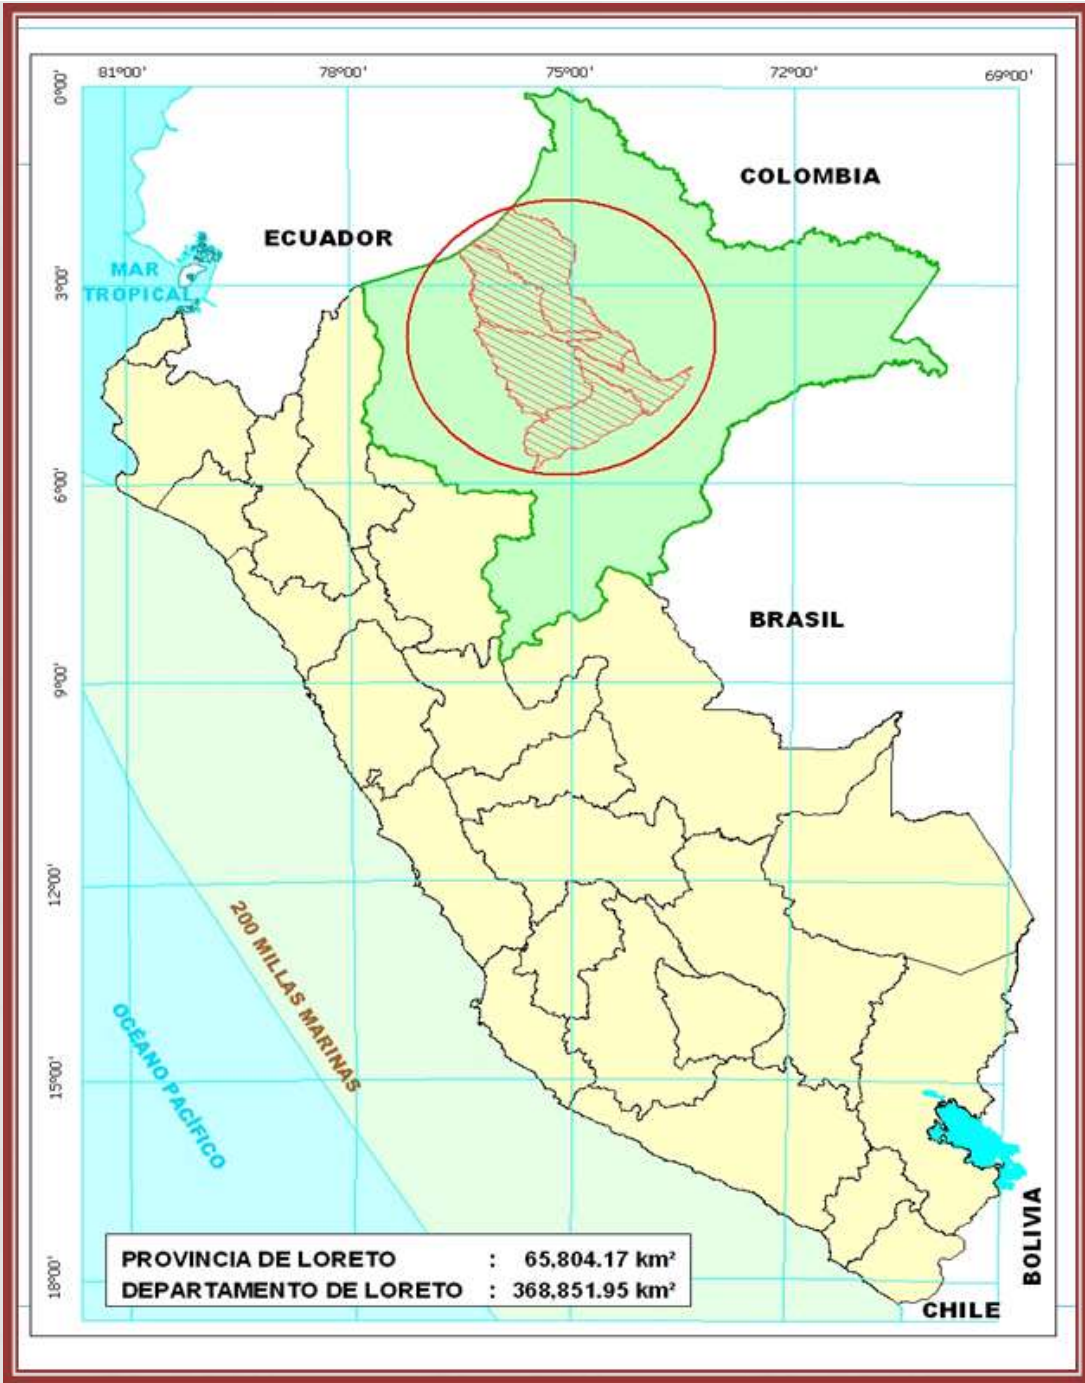 81º00' 78º00' 75º00' 72º00' 69º00'
0º00'
COLOMBIA
ECUADOR
MAR
TROPICAL
3º00'
6º00'
BRASIL
9º00'
12º00'
200 MILLAS MARINAS
OCÉANO PACÍFICO
15º00'
BOLIVIA
PROVINCIA DE LORETO : 65,804.17 km²
DEPARTAMENTO DE LORETO : 368,851.95 km²
18º00'
CHILE